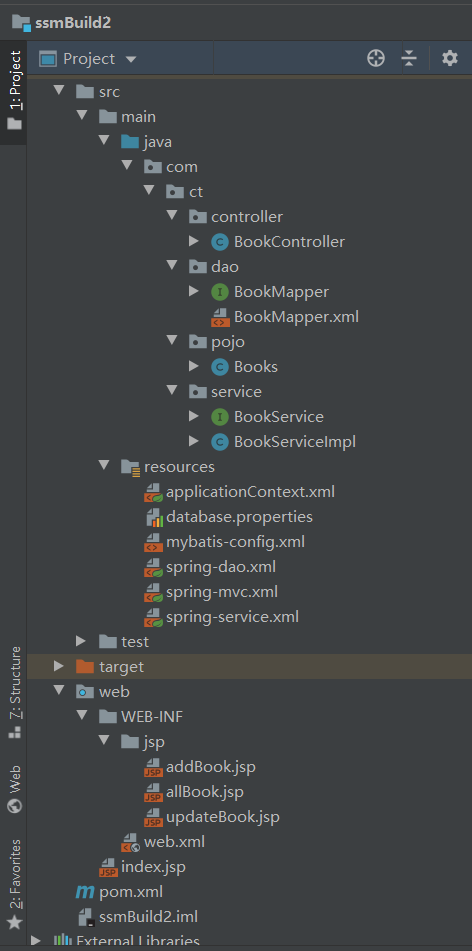 ssmBuild2
Project
1: Project
src
main
java
com
ct
controller
BookController
dao
BookMapper
BookMapper.xml
pojo
Books
service
BookService
BookServiceImpl
resources
applicationContext.xml
database.properties
mybatis-config.xml
spring-dao.xml
spring-mvc.xml
spring-service.xml
test
target
web
WEB-INF
jsp
addBook.jsp
allBook.jsp
updateBook.jsp
web.xml
index.jsp
pom.xml
ssmBuild2.iml
External Libraries
7: Structure
Web
2: Favorites